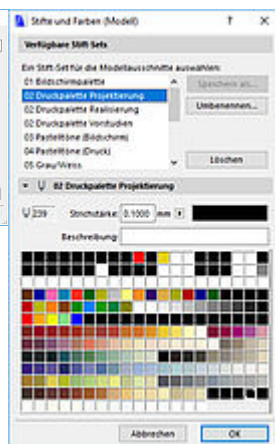 Stifte und Farben (Modell)
?
X
Verfügbare Stift-Sets
Ein Stift-Set für die Modellausschnitte auswählen:
01 Bildschirmpalette
02 Druckpalette Projektierung
02 Druckpalette Realisierung
02 Druckpalette Vorstudien
03 Pastelltöne (Bildschirm)
04 Pastelltöne (Druck)
05 Grau/Weiss
Speichern als...
Umbenennen...
Löschen
02 Druckpalette Projektierung
239
Strichstärke: 0.1000 mm
Beschreibung:
Abbrechen
OK